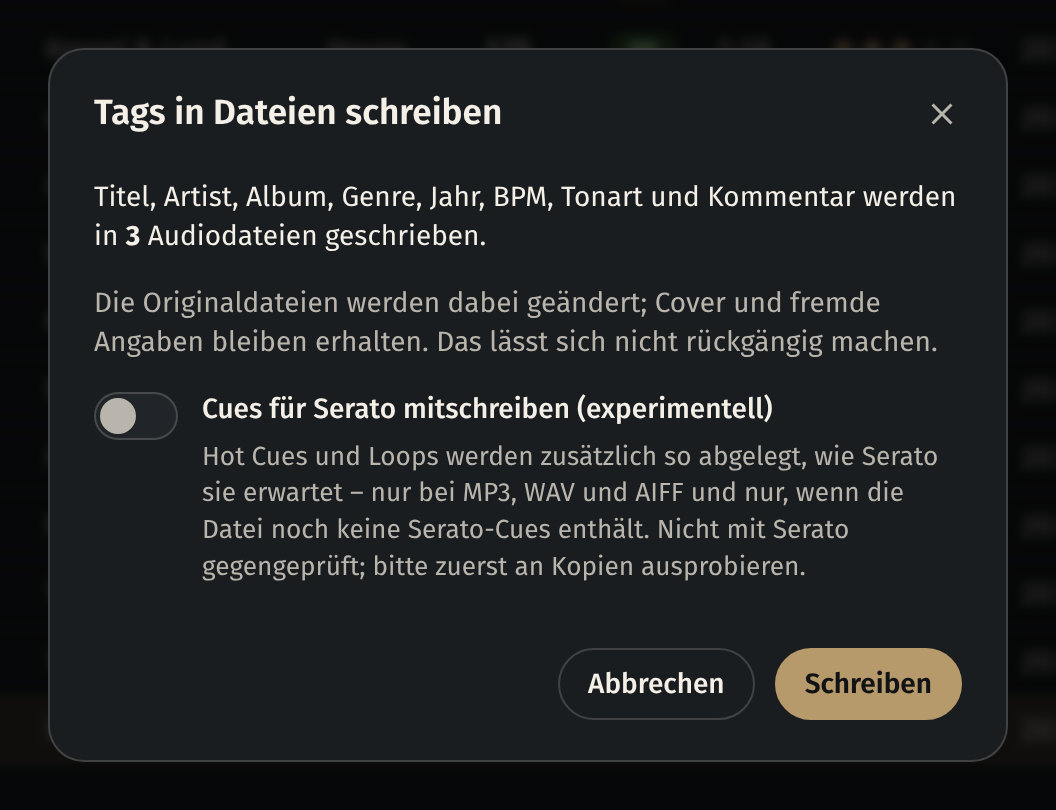 Tags in Dateien schreiben
Titel, Artist, Album, Genre, Jahr, BPM, Tonart und Kommentar werden
in 3 Audiodateien geschrieben.
Die Originaldateien werden dabei geändert; Cover und fremde
Angaben bleiben erhalten. Das lässt sich nicht rückgängig machen.
Cues für Serato mitschreiben (experimentell)
Hot Cues und Loops werden zusätzlich so abgelegt, wie Serato
sie erwartet – nur bei MP3, WAV und AIFF und nur, wenn die
Datei noch keine Serato-Cues enthält. Nicht mit Serato
gegengeprüft; bitte zuerst an Kopien ausprobieren.
Abbrechen
Schreiben